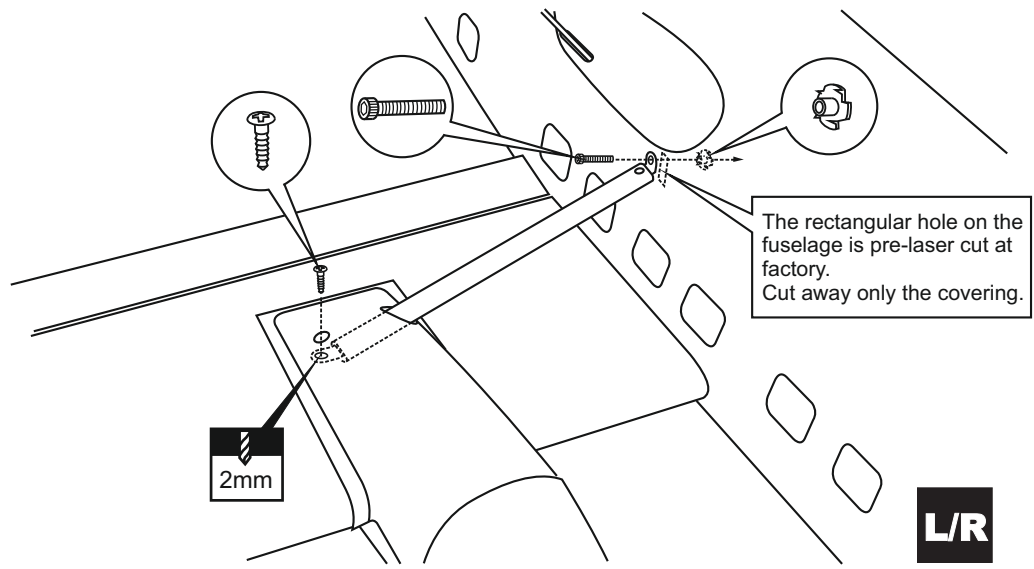 The rectangular hole on the
fuselage is pre-laser cut at
factory.
Cut away only the covering.
2mm
L/R